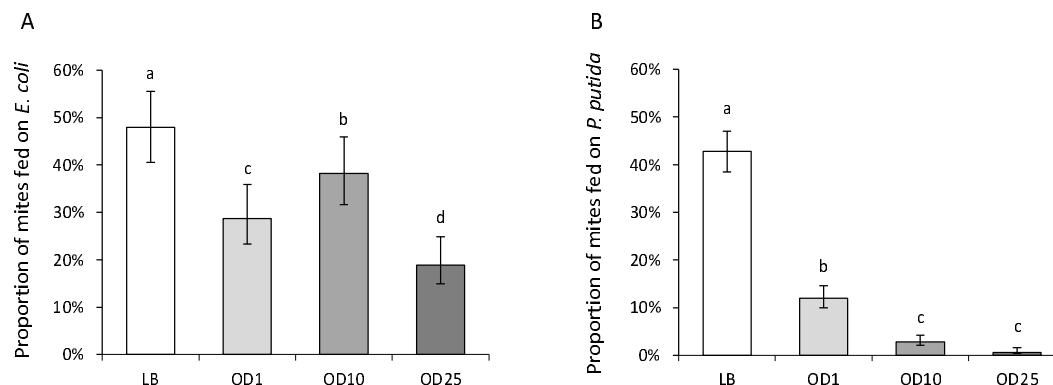 A
Proportion of mites fed on E. coli
60%
50%
40%
30%
20%
10%
0%
a
c
b
d
LB
OD1
OD10
OD25
B
Proportion of mites fed on P. putida
60%
50%
40%
30%
20%
10%
0%
a
b
c
c
LB
OD1
OD10
OD25